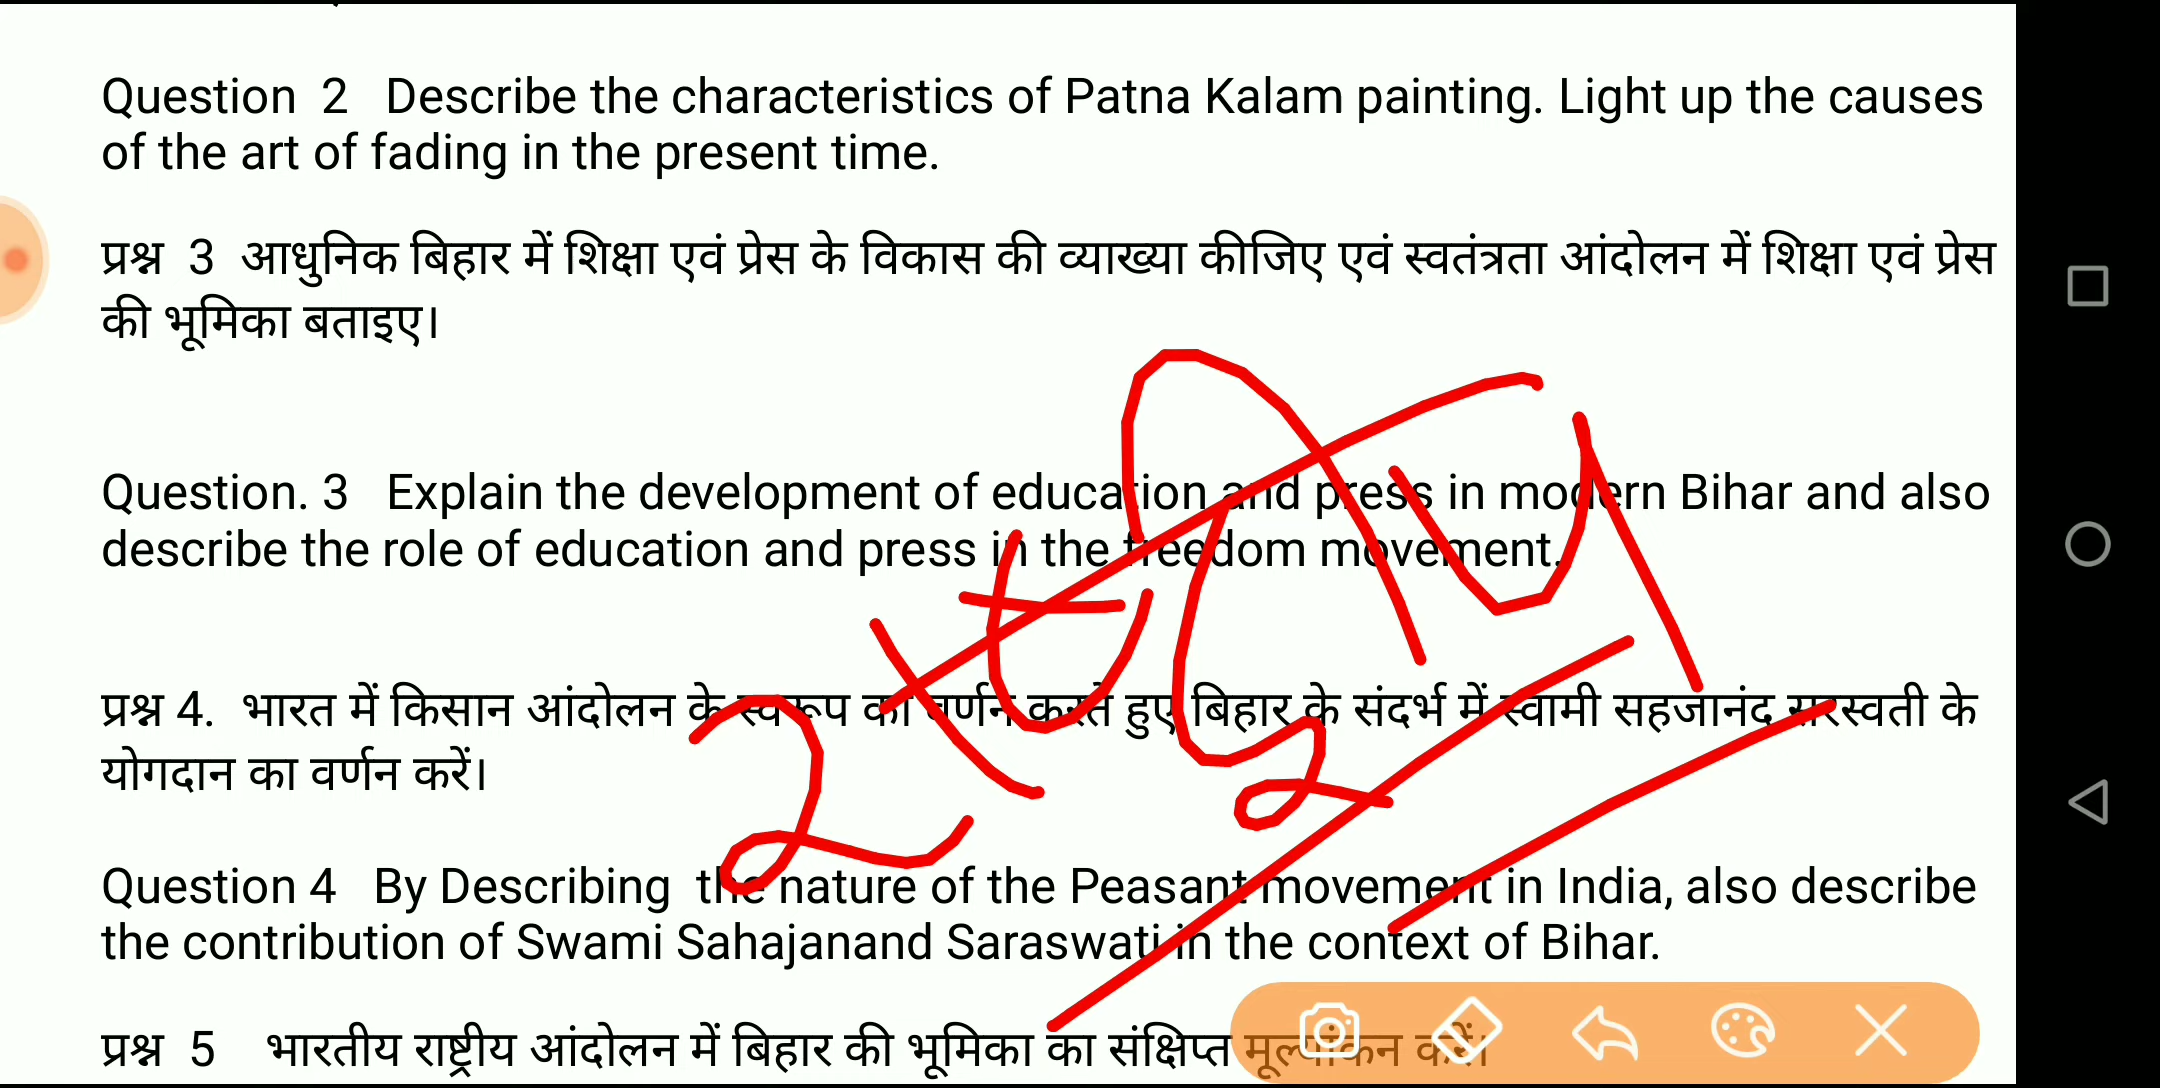 Question 2 Describe the characteristics of Patna Kalam painting. Light up the causes
of the art of fading in the present time.
प्रश्न 3 आधुनिक बिहार में शिक्षा एवं प्रेस के विकास की व्याख्या कीजिए एवं स्वतंत्रता आंदोलन में शिक्षा एवं प्रेस
की भूमिका बताइए।
Question. 3 Explain the development of education and press in modern Bihar and also
describe the role of education and press in the freedom movement.
प्रश्न 4. भारत में किसान आंदोलन के स्वरूप का वर्णन करते हुए बिहार के संदर्भ में स्वामी सहजानंद सरस्वती के
योगदान का वर्णन करें।
Question 4 By Describing the nature of the Peasant movement in India, also describe
the contribution of Swami Sahajanand Saraswati in the context of Bihar.
प्रश्न 5 भारतीय राष्ट्रीय आंदोलन में बिहार की भूमिका का संक्षिप्त मूल्यांकन करें।